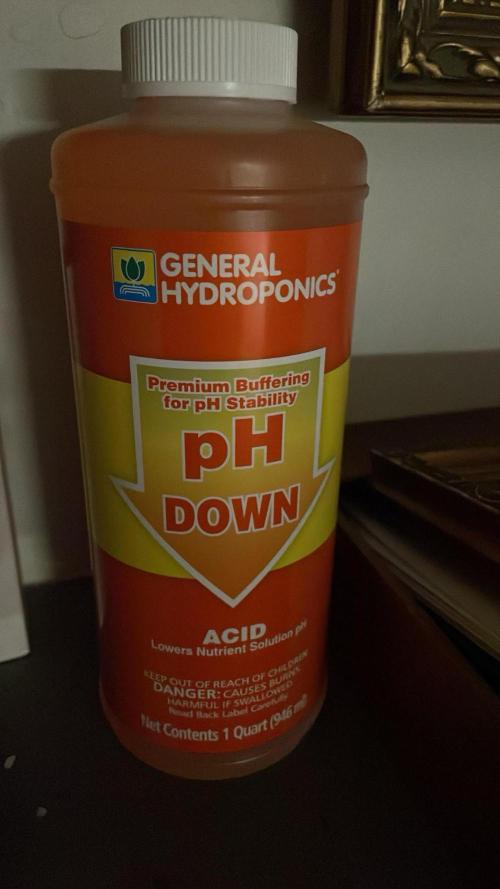 GENERAL
HYDROPONICS
Premium Buffering
for pH Stability
pH
DOWN
ACID
Lowers Nutrient Solution pH
KEEP OUT OF REACH OF CHILDREN
DANGER: CAUSES BURNS.
HARMFUL IF SWALLOWED.
Read Back Label Carefully.
Net Contents 1 Quart (946 ml)